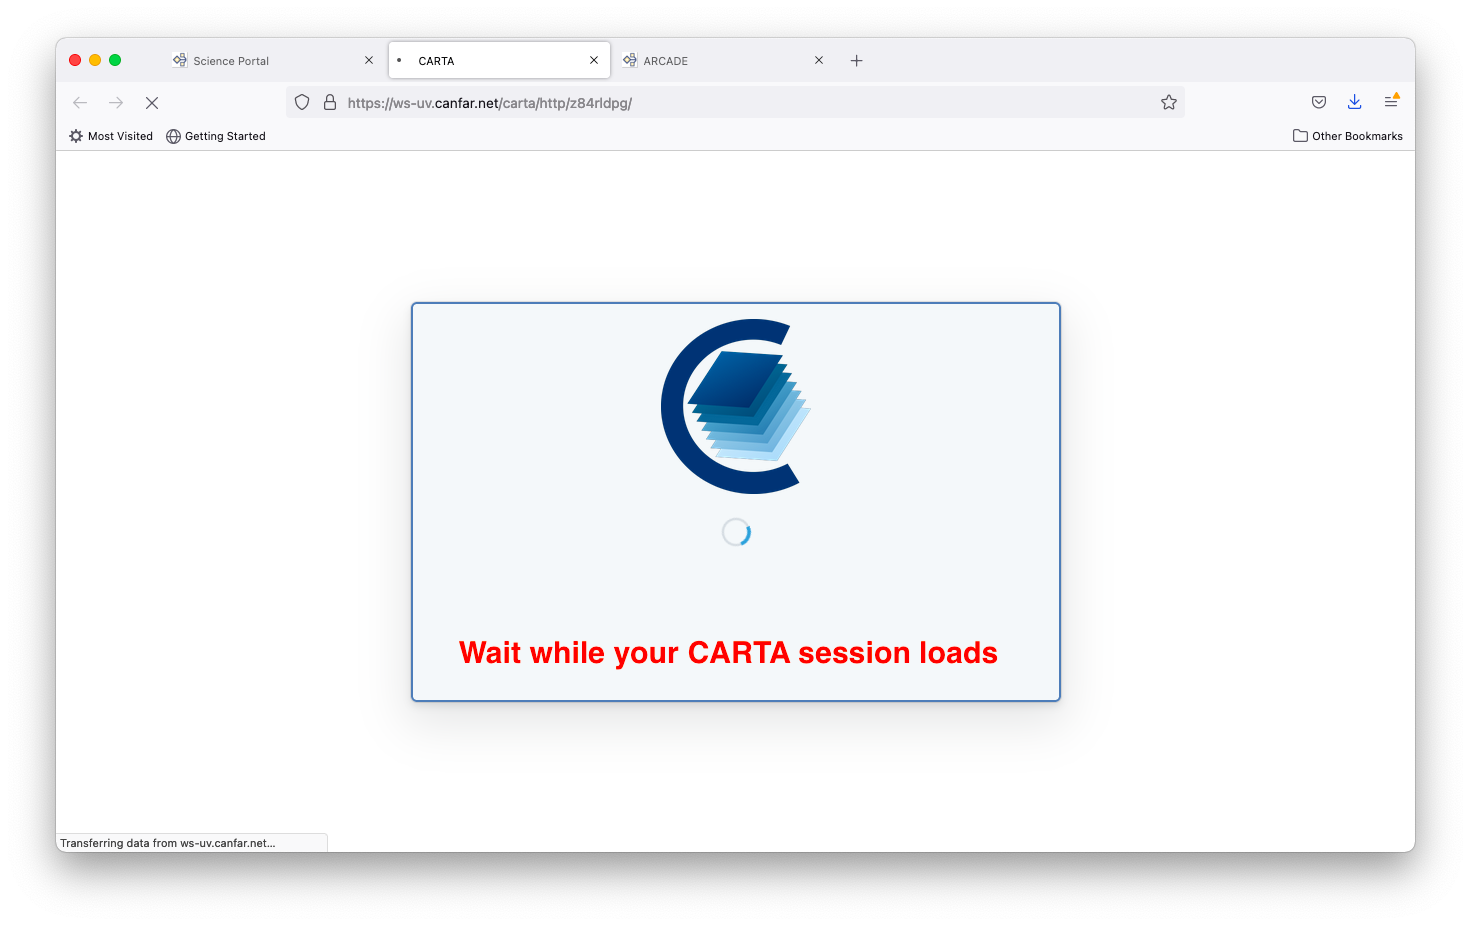 Science Portal
CARTA
ARCADE
https://ws-uv.canfar.net/carta/http/z84rldpg/
Most Visited
Getting Started
Other Bookmarks
Wait while your CARTA session loads
Transferring data from ws-uv.canfar.net...